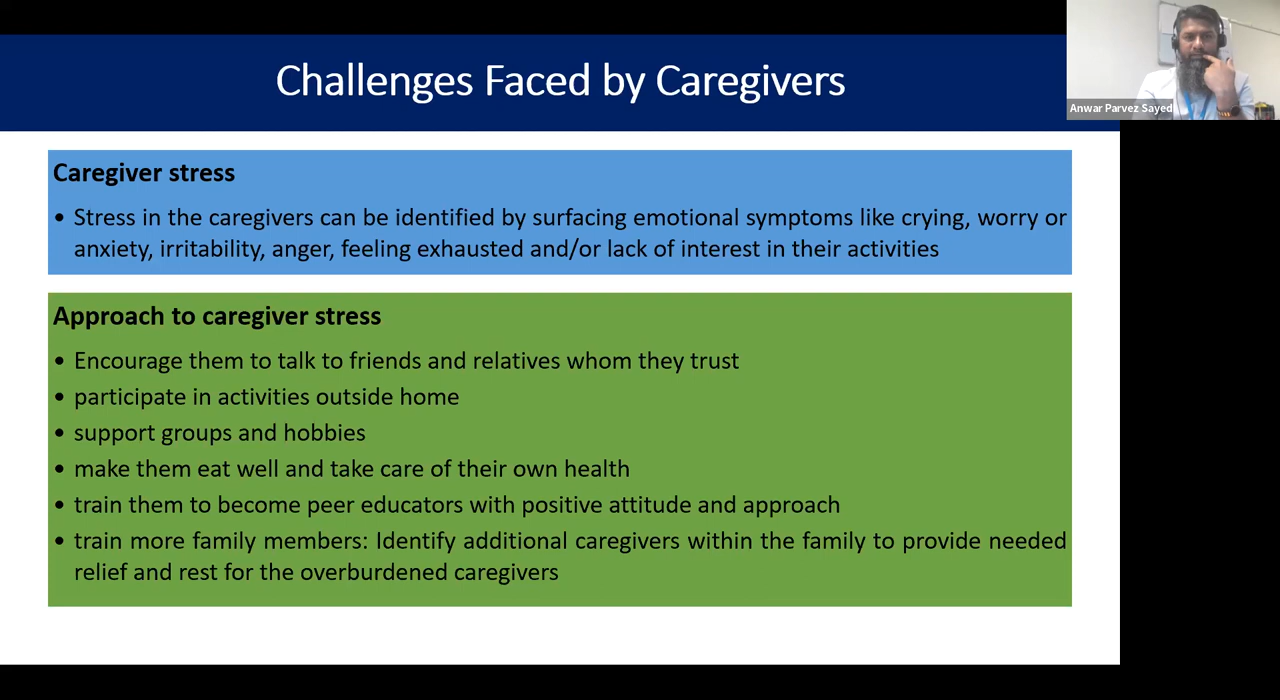 Challenges Faced by Caregivers
Anwar Parvez Sayed
Caregiver stress
• Stress in the caregivers can be identified by surfacing emotional symptoms like crying, worry or
anxiety, irritability, anger, feeling exhausted and/or lack of interest in their activities
Approach to caregiver stress
• Encourage them to talk to friends and relatives whom they trust
• participate in activities outside home
• support groups and hobbies
• make them eat well and take care of their own health
• train them to become peer educators with positive attitude and approach
• train more family members: Identify additional caregivers within the family to provide needed
relief and rest for the overburdened caregivers